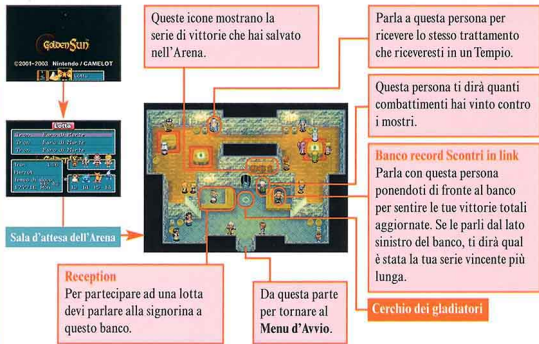 Golden Sun
©2001-2003 Nintendo / CAMELOT
Lotta
Queste icone mostrano la
serie di vittorie che hai salvato
nell'Arena.
Parla a questa persona per
ricevere lo stesso trattamento
che riceveresti in un Tempio.
Questa persona ti dirà quanti
combattimenti hai vinto contro
i mostri.
Banco record Scontri in link
Parla con questa persona
ponendoti di fronte al banco
per sentire le tue vittorie totali
aggiornate. Se le parli dal lato
sinistro del banco, ti dirà qual
è stata la tua serie vincente più
lunga.
Sala d'attesa dell'Arena
Reception
Per partecipare ad una lotta
devi parlare alla signorina a
questo banco.
Da questa parte
per tornare al
Menu d'Avvio.
Cerchio dei gladiatori